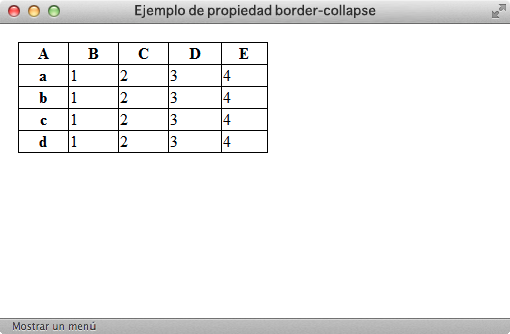 Ejemplo de propiedad border-collapse
A B C D E
a 1 2 3 4
b 1 2 3 4
c 1 2 3 4
d 1 2 3 4
Mostrar un menú